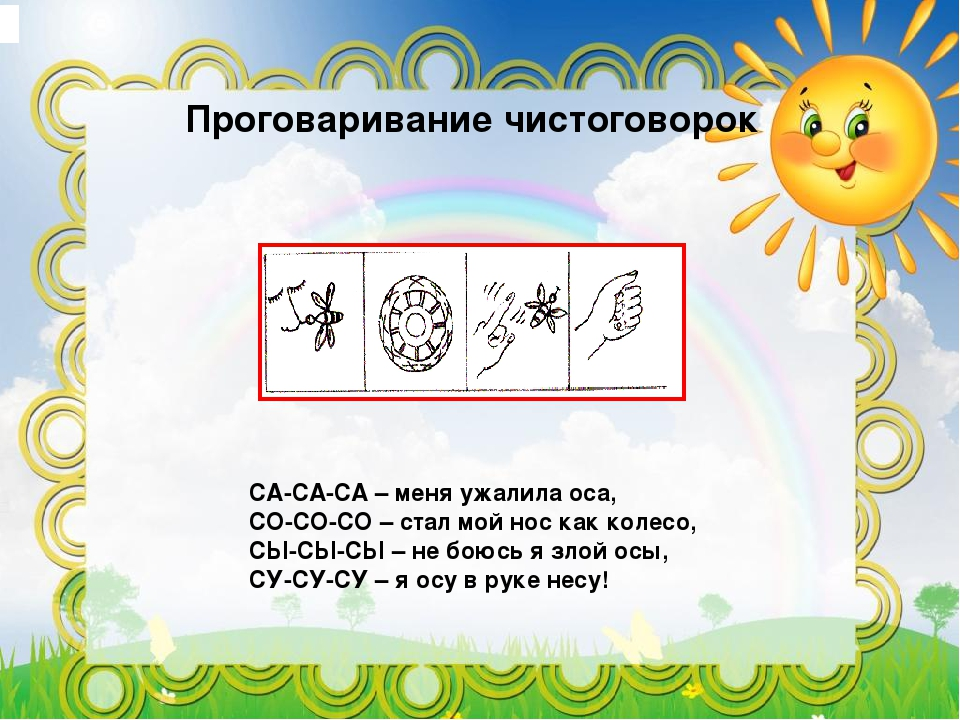 Проговаривание чистоговорок
СА-СА-СА – меня ужалила оса,
СО-СО-СО – стал мой нос как колесо,
СЫ-СЫ-СЫ – не боюсь я злой осы,
СУ-СУ-СУ – я осу в руке несу!